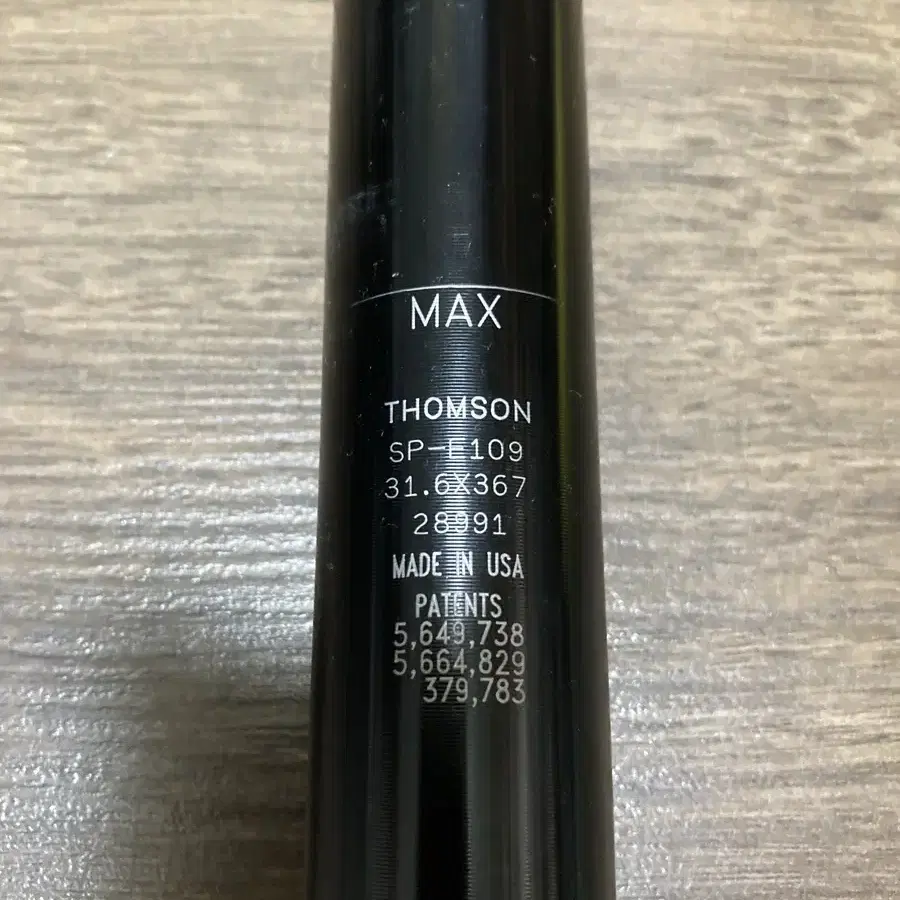 MAX
THOMSON
SP-E109
31.6X367
28991
MADE IN USA
PATENTS
5,649,738
5,664,829
379,783